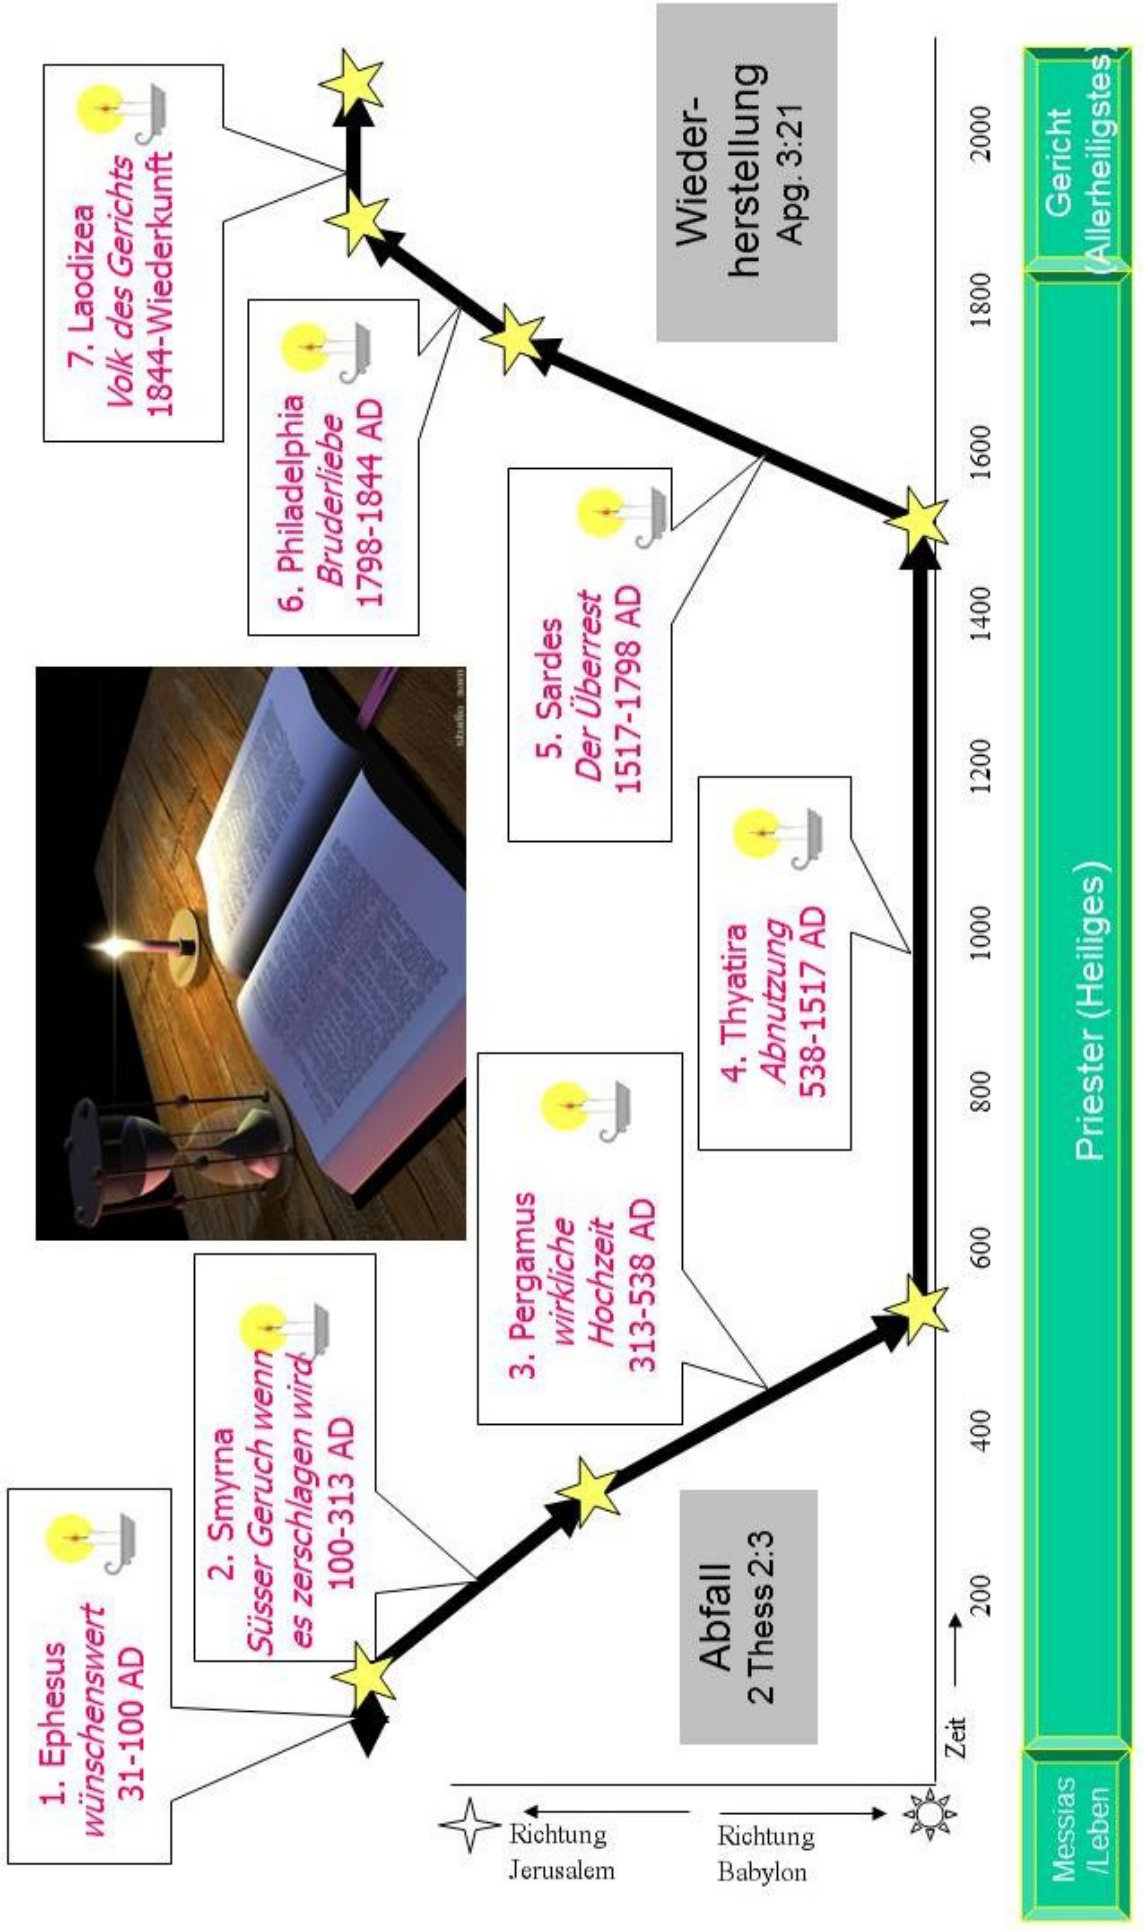 1. Ephesus
wünschenswert
31-100 AD
2. Smyrna
Süsser Geruch wenn
es zerschlagen wird
100-313 AD
3. Pergamus
wirkliche
Hochzeit
313-538 AD
4. Thyatira
Abnutzung
538-1517 AD
5. Sardes
Der Überrest
1517-1798 AD
6. Philadelphia
Bruderliebe
1798-1844 AD
7. Laodizea
Volk des Gerichts
1844-Wiederkunft
Richtung
Jerusalem
Richtung
Babylon
Abfall
2 Thess 2:3
Wieder-
herstellung
Apg. 3:21
Zeit
200 400 600 800 1000 1200 1400 1600 1800 2000
Messias
/Leben
Priester (Heiliges)
Gericht
(Allerheiligstes)